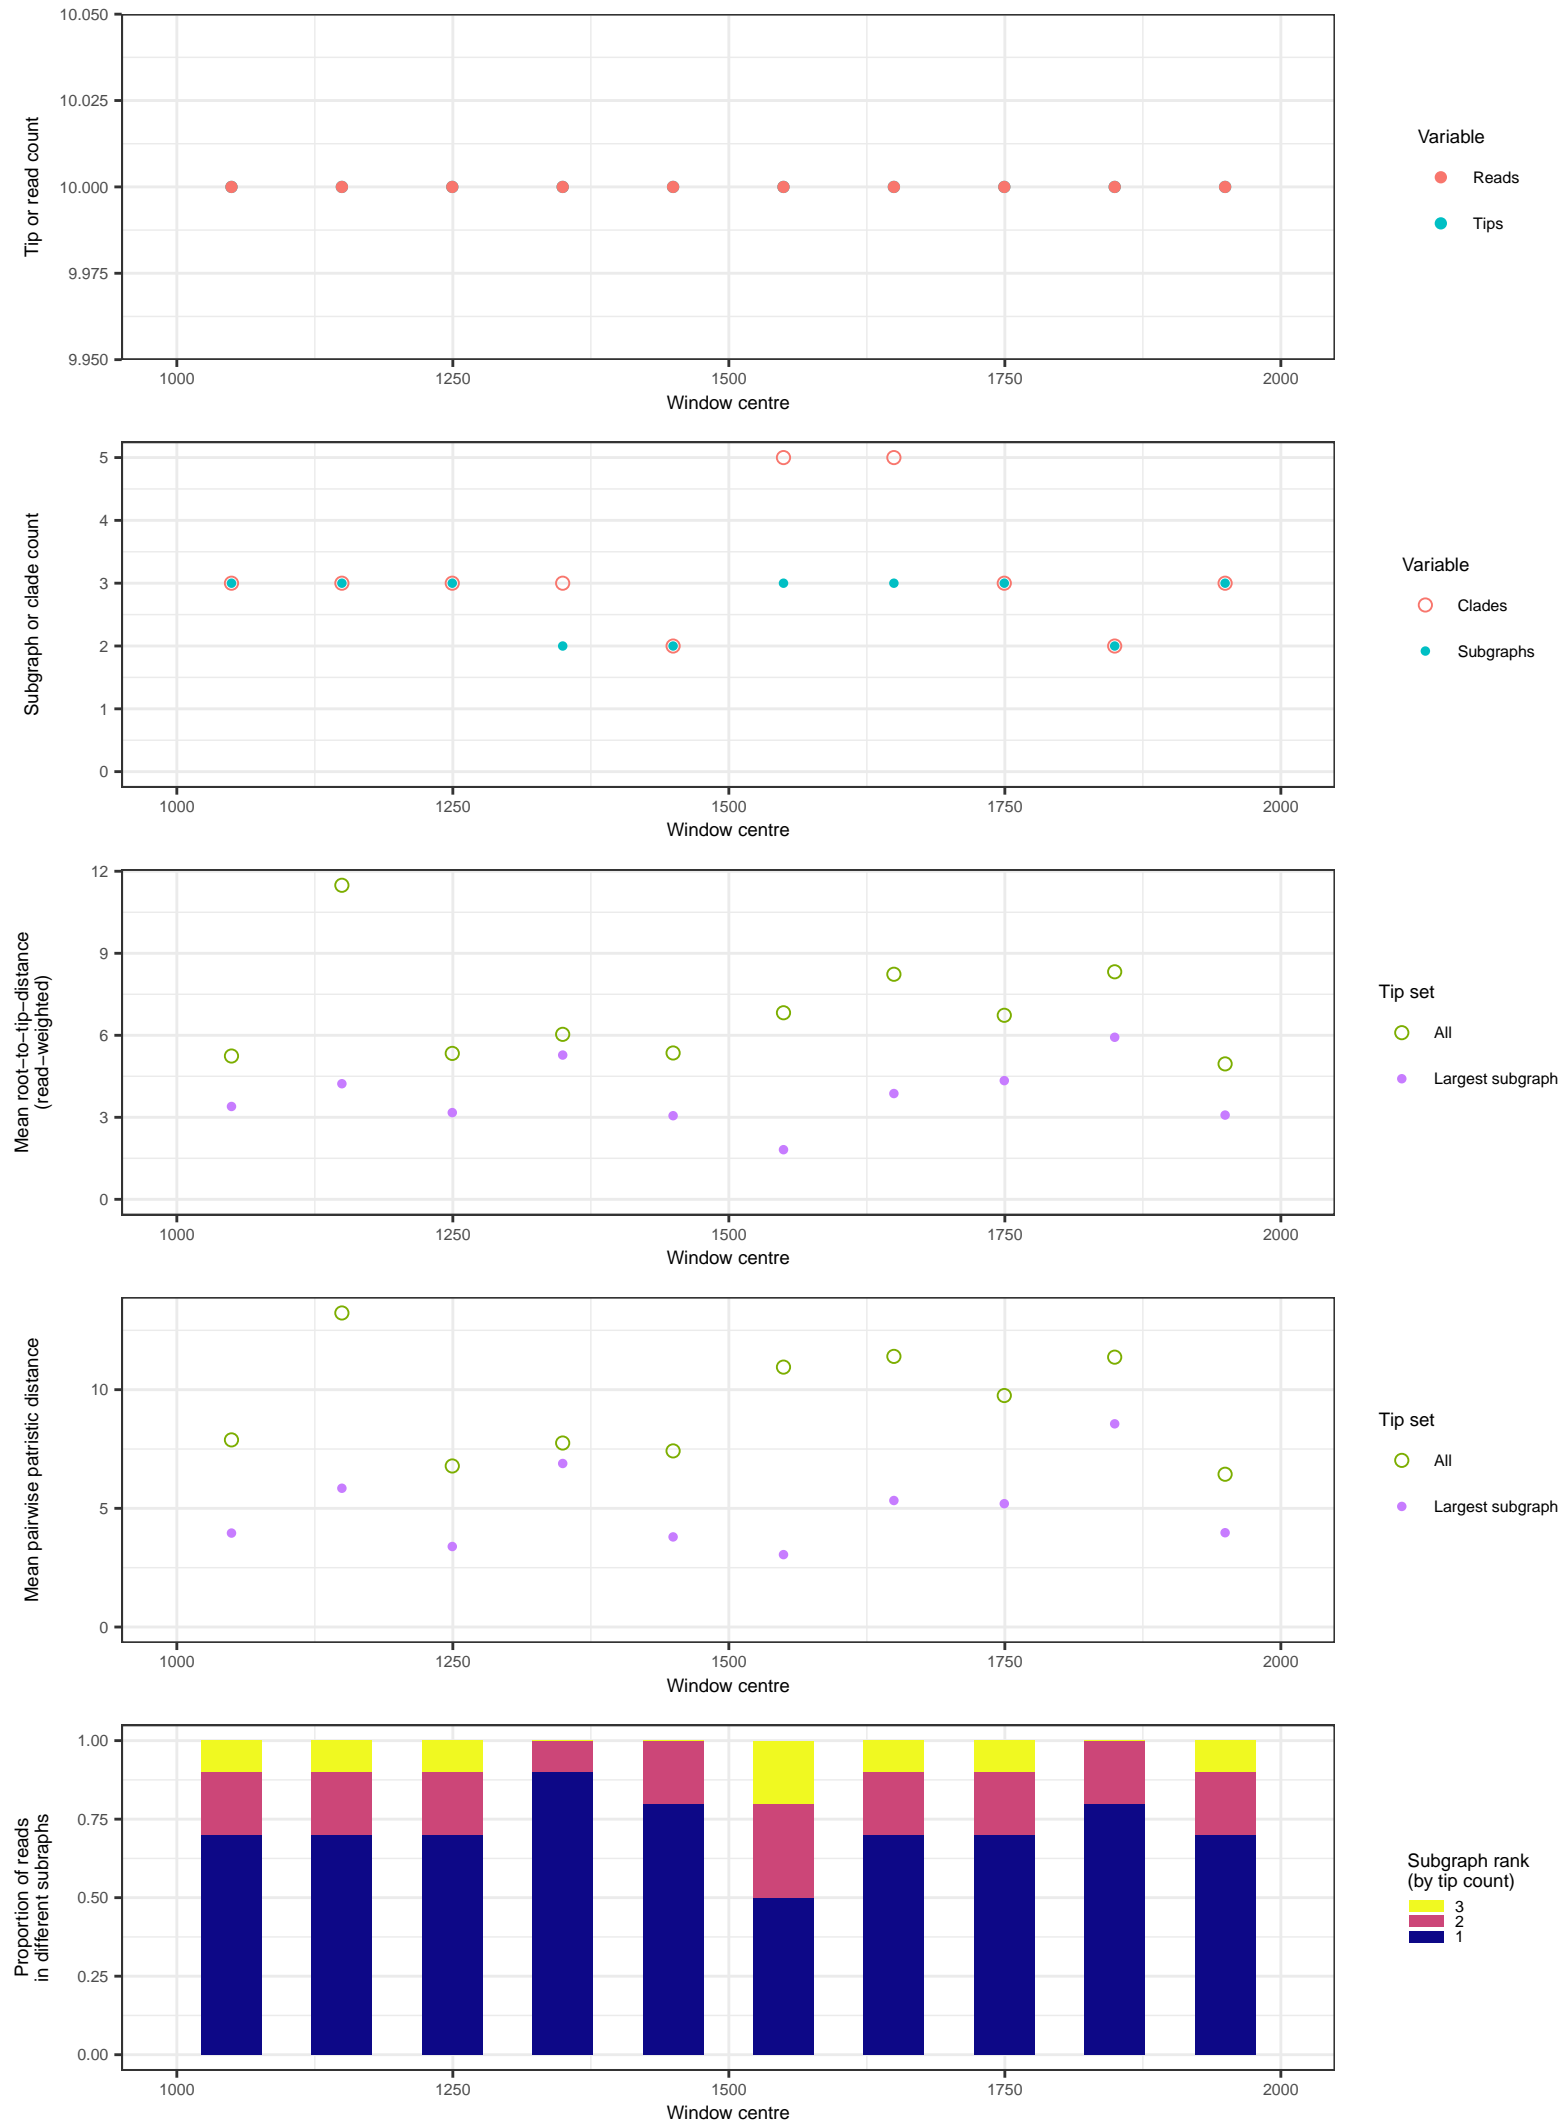 10.050
10.025
10.000
9.975
9.950
Tip or read count
1000 1250 1500 1750 2000
Window centre
Variable
Reads
Tips
5
4
3
2
1
0
Subgraph or clade count
1000 1250 1500 1750 2000
Window centre
Variable
Clades
Subgraphs
12
9
6
3
0
Mean root−to−tip−distance
(read−weighted)
1000 1250 1500 1750 2000
Window centre
Tip set
All
Largest subgraph
10
5
0
Mean pairwise patristic distance
1000 1250 1500 1750 2000
Window centre
Tip set
All
Largest subgraph
1.00
0.75
0.50
0.25
0.00
Proportion of reads
in different subraphs
1000 1250 1500 1750 2000
Window centre
Subgraph rank
(by tip count)
3
2
1